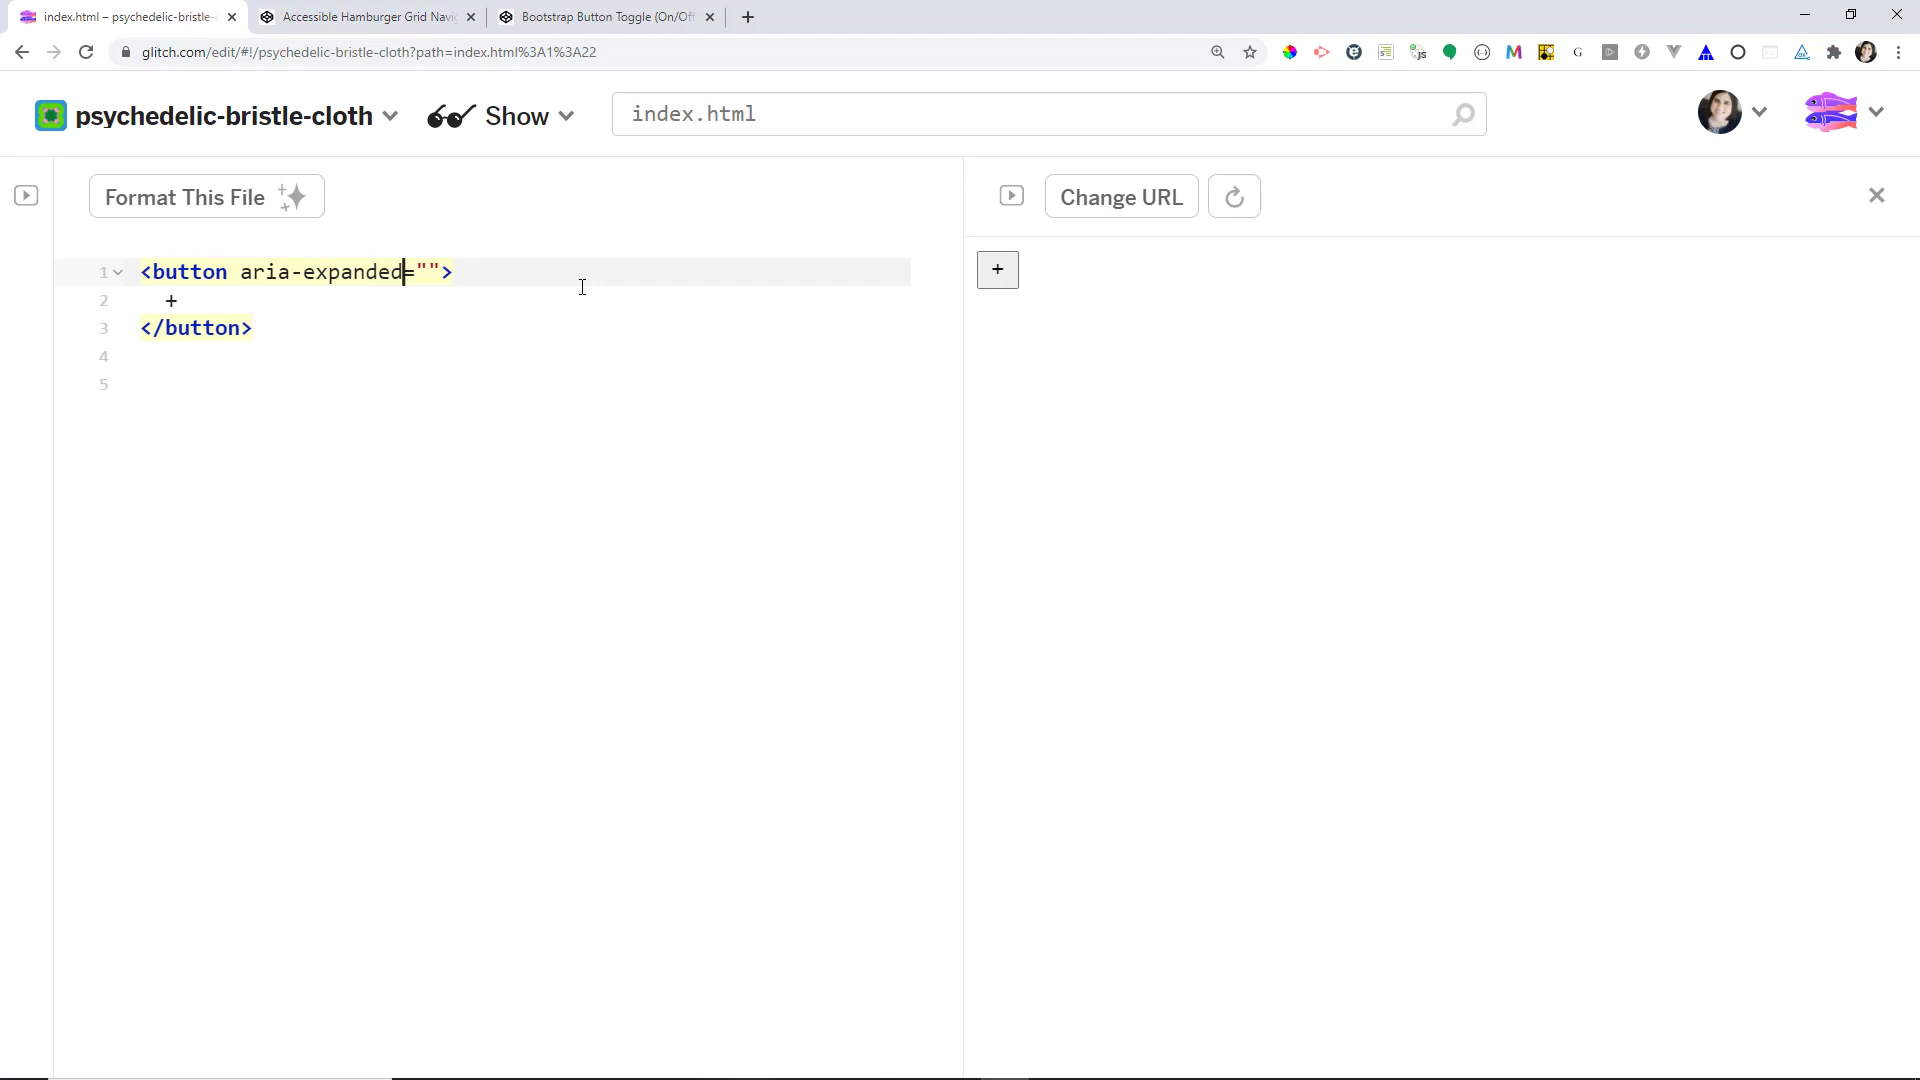 index.html – psychedelic-bristle-
Accessible Hamburger Grid Navig
Bootstrap Button Toggle (On/Off
glitch.com/edit/#!/psychedelic-bristle-cloth?path=index.html%3A1%3A22
psychedelic-bristle-cloth
Show
index.html
Format This File
Change URL
1 <button aria-expanded="">
2 +
3 </button>
4
5
+